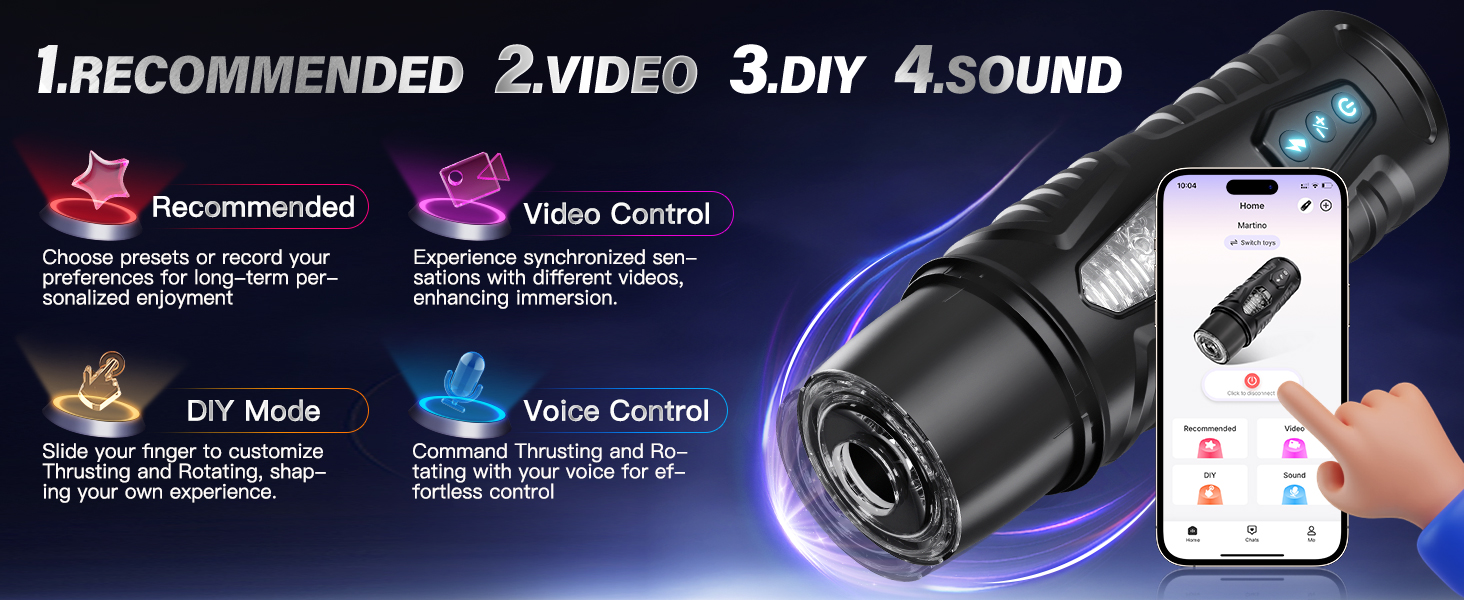 1.RECOMMENDED 2.VIDEO 3.DIY 4.SOUND
Recommended
Choose presets or record your
preferences for long-term per-
sonalized enjoyment
Video Control
Experience synchronized sen-
sations with different videos,
enhancing immersion.
DIY Mode
Slide your finger to customize
Thrusting and Rotating, shap-
ing your own experience.
Voice Control
Command Thrusting and Ro-
tating with your voice for ef-
fortless control
10:04
Home
Martino
Switch toys
Click to disconnect
Recommended
Video
DIY
Sound
Home
Chats
Me